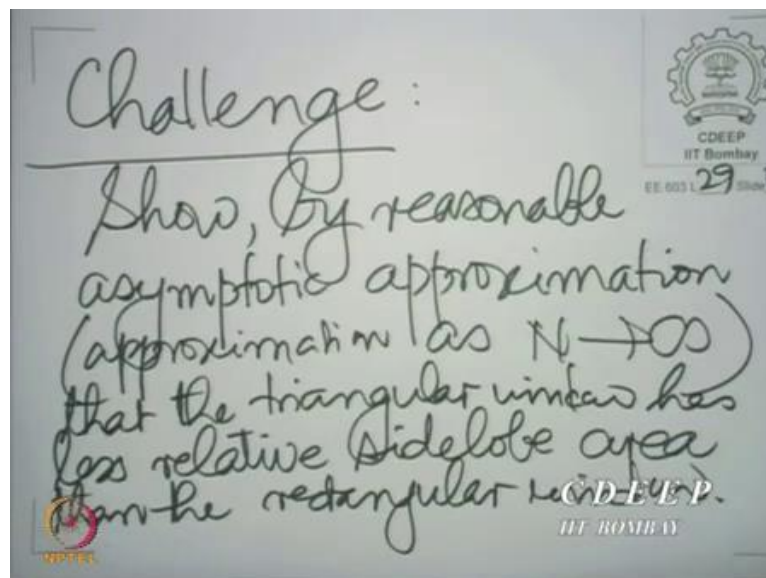 Challenge:
CDEEP
IIT Bombay
EE 603 L 29 Slide
Show, by reasonable
asymptotic approximation
(approximation as N→∞)
that the triangular window has
less relative sidelobe area
than the rectangular window.
CDEEP
IIT BOMBAY
NPTEL